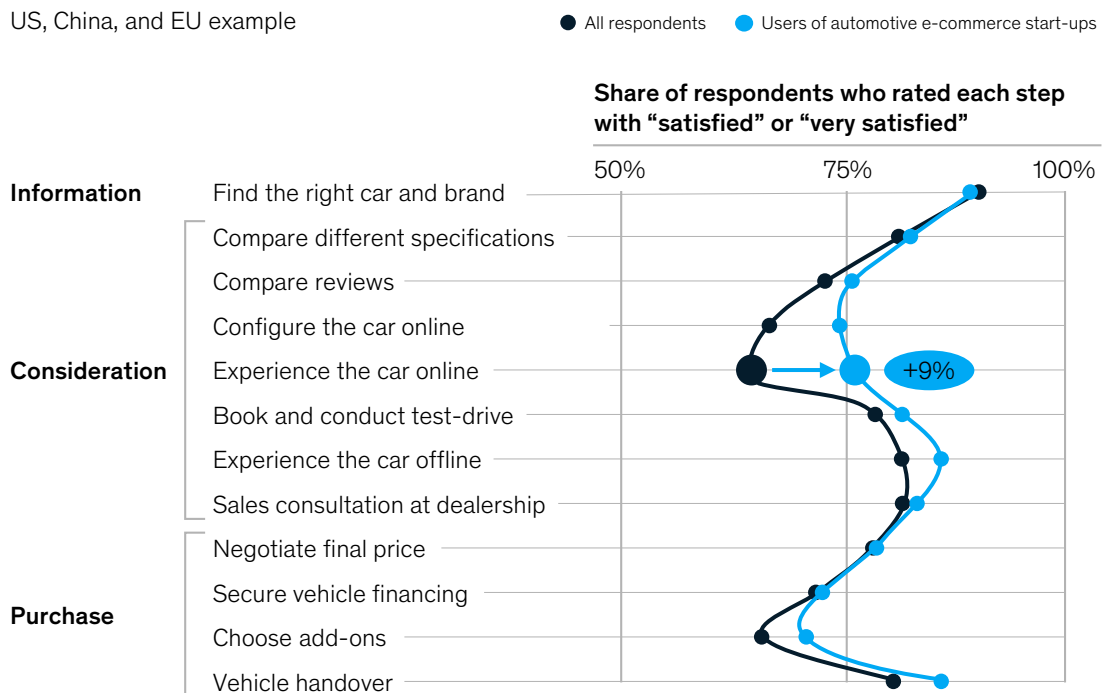 US, China, and EU example
All respondents
Users of automotive e-commerce start-ups
Share of respondents who rated each step
with “satisfied” or “very satisfied”
50%
75%
100%
Information
Find the right car and brand
Compare different specifications
Compare reviews
Configure the car online
Consideration
Experience the car online
+9%
Book and conduct test-drive
Experience the car offline
Sales consultation at dealership
Negotiate final price
Secure vehicle financing
Purchase
Choose add-ons
Vehicle handover